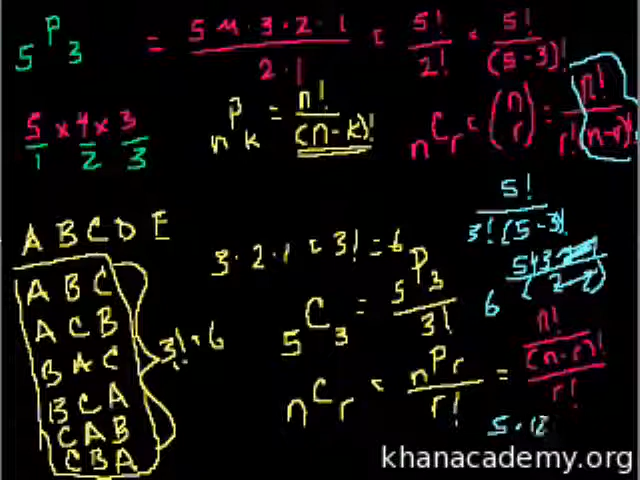 5P3 = 5·4·3·2·1 / 2·1 = 5! / 2! = 5! / (5-3)!
5/1 × 4/2 × 3/3
nPk = n! / (n-k)!
nCr = (n r) = n! / r!(n-r)!
5! / 3!(5-3)!
A B C D E
3·2·1 = 3! = 6
A B C
A C B
B A C
B C A
C A B
C B A
3! = 6
5C3 = 5P3 / 3!
6
nCr = nPr / r! = n! / (n-r)! / r!
5·12
khanacademy.org